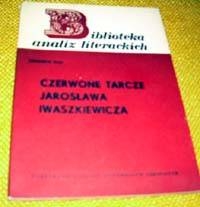 Biblioteka
analiz literackich
CZERWONE TARCZE
JAROSŁAWA
IWASZKIEWICZA